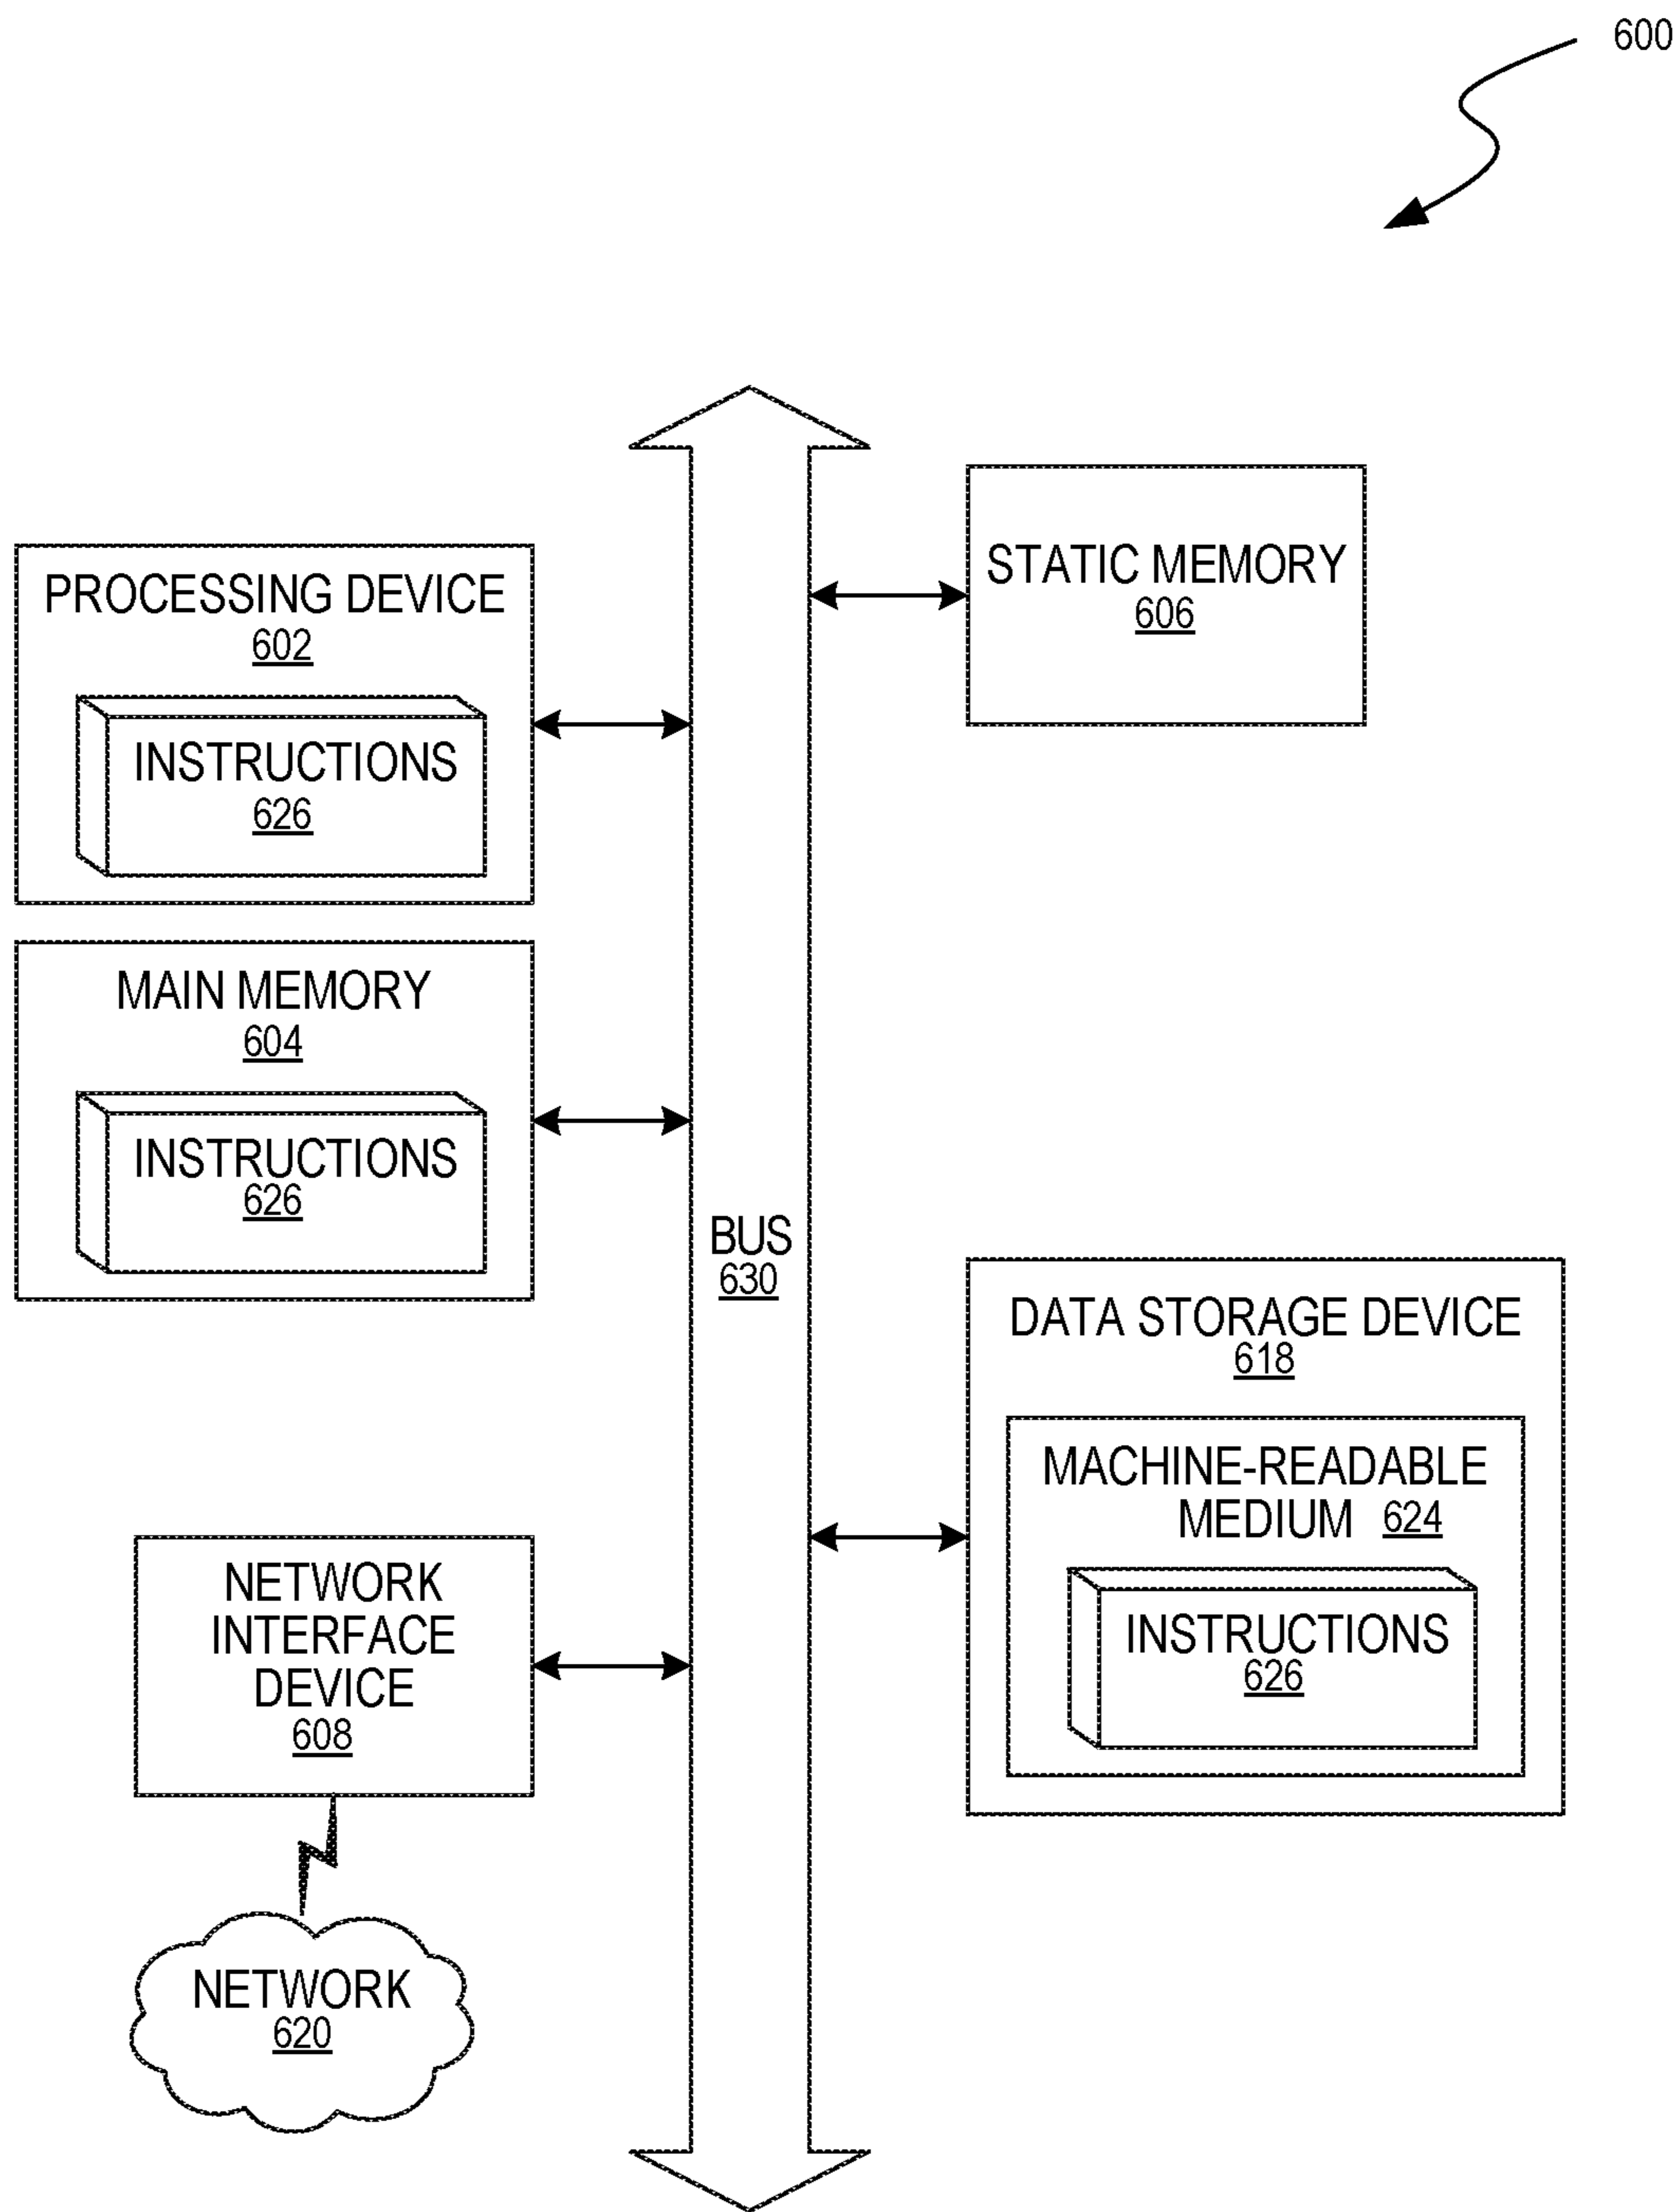 600
PROCESSING DEVICE
602
INSTRUCTIONS
626
STATIC MEMORY
606
MAIN MEMORY
604
INSTRUCTIONS
626
BUS
630
DATA STORAGE DEVICE
618
MACHINE-READABLE
MEDIUM 624
INSTRUCTIONS
626
NETWORK
INTERFACE
DEVICE
608
NETWORK
620